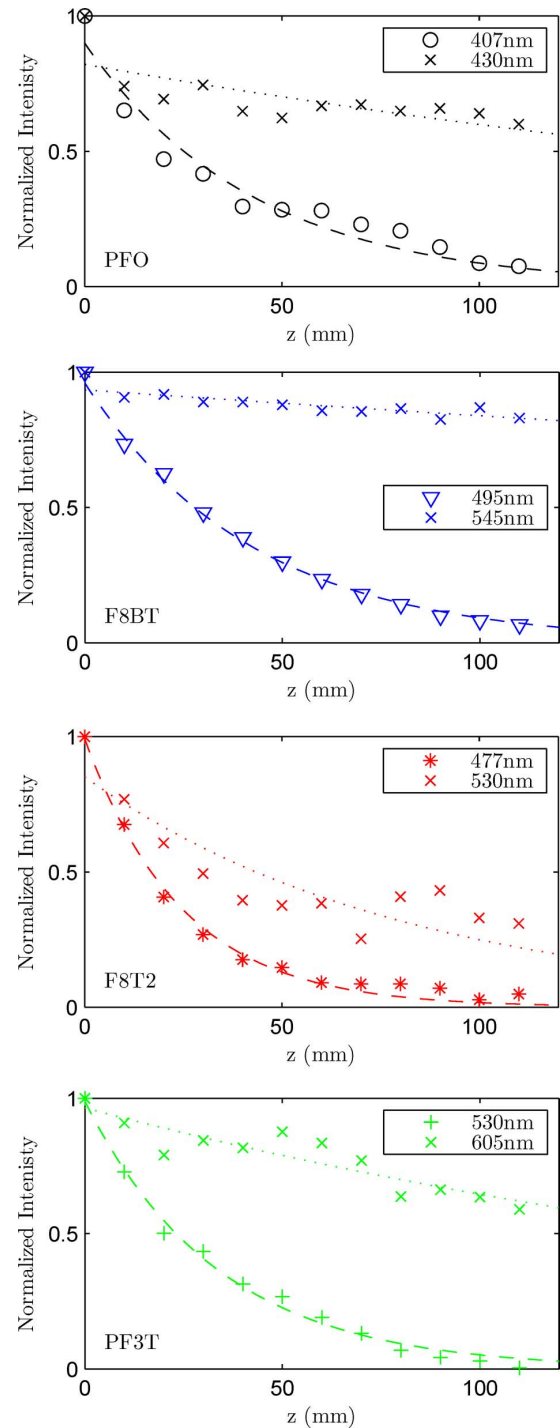 1
407nm
430nm
Normalized Intenisty
0.5
PFO
0
0 50 100
z (mm)
1
Normalized Intenisty
495nm
545nm
0.5
F8BT
0
0 50 100
z (mm)
1
477nm
530nm
Normalized Intenisty
0.5
F8T2
0
0 50 100
z (mm)
1
530nm
605nm
Normalized Intenisty
0.5
PF3T
0
0 50 100
z (mm)